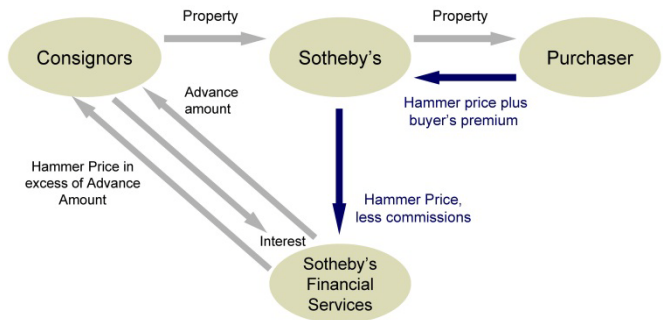 Property
Property
Consignors
Sotheby's
Purchaser
Advance
amount
Hammer price plus
buyer's premium
Hammer Price in
excess of Advance
Amount
Hammer Price,
less commissions
Interest
Sotheby's
Financial
Services